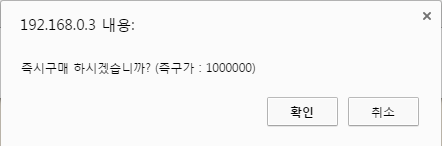 192.168.0.3 내용:
즉시구매 하시겠습니까? (즉구가 : 1000000)
확인 취소